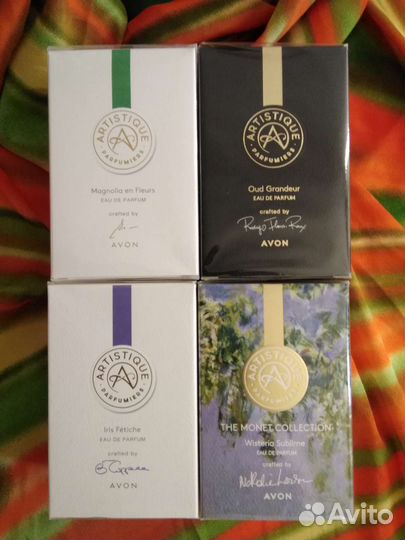 ARTISTIQUE
PARFUMIERS
Magnolia en Fleurs
EAU DE PARFUM
crafted by
AVON
ARTISTIQUE
PARFUMIERS
Oud Grandeur
EAU DE PARFUM
crafted by
AVON
ARTISTIQUE
PARFUMIERS
Iris Fétiche
EAU DE PARFUM
crafted by
AVON
ARTISTIQUE
PARFUMIERS
THE MONET COLLECTION
Wisteria Sublime
EAU DE PARFUM
crafted by
AVON
Avito